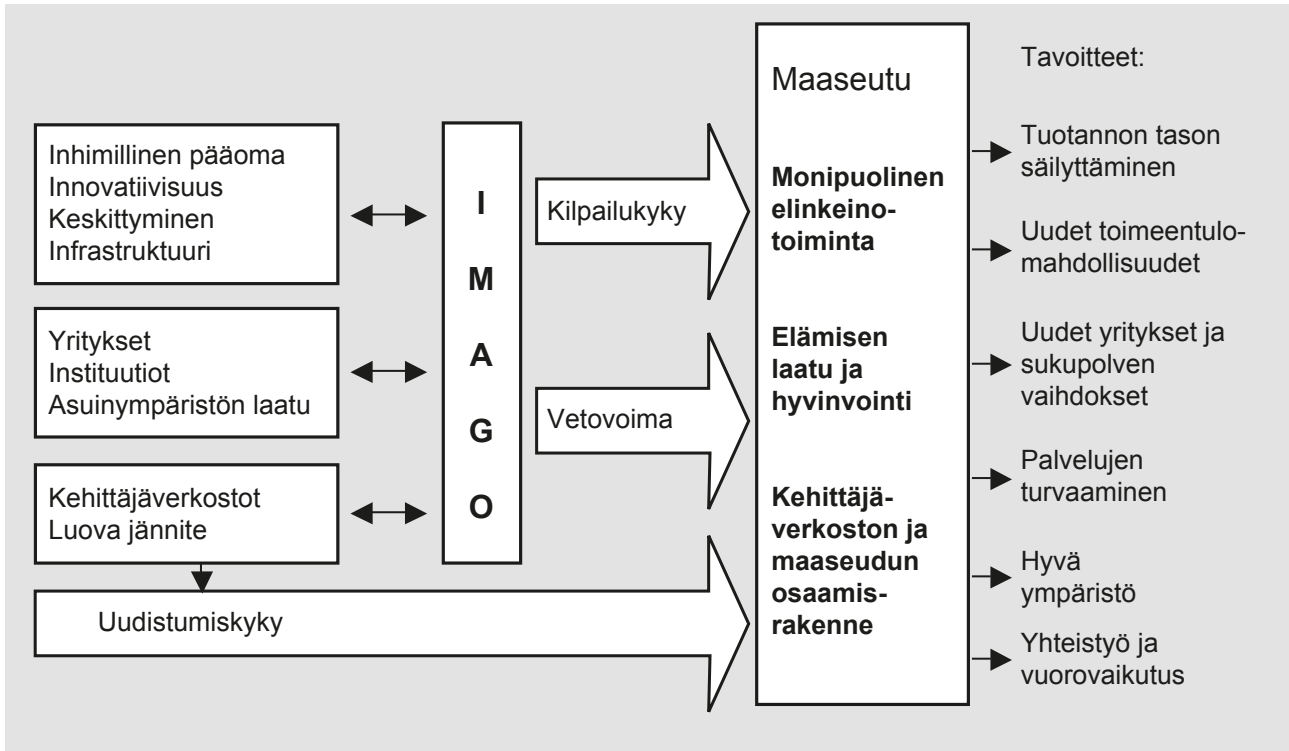 Inhimillinen pääoma
Innovatiivisuus
Keskittyminen
Infrastruktuuri
Yritykset
Instituutiot
Asuinympäristön laatu
Kehittäjäverkostot
Luova jännite
Uudistumiskyky
I
M
A
G
O
Kilpailukyky
Vetovoima
Maaseutu
Monipuolinen
elinkeino-
toiminta
Elämisen
laatu ja
hyvinvointi
Kehittäjä-
verkoston ja
maaseudun
osaamis-
rakenne
Tavoitteet:
Tuotannon tason
säilyttäminen
Uudet toimeentulo-
mahdollisuudet
Uudet yritykset ja
sukupolven
vaihdokset
Palvelujen
turvaaminen
Hyvä
ympäristö
Yhteistyö ja
vuorovaikutus